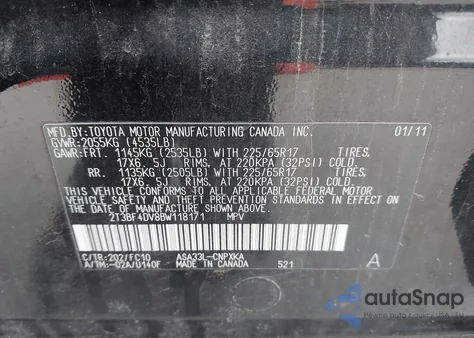 MFD.BY:TOYOTA MOTOR MANUFACTURING CANADA INC. 01/11
GVWR:2055KG (4535LB)
GAWR:FRT. 1145KG (2535LB) WITH 225/65R17 TIRES.
17X6.5J RIMS. AT 220KPA (32PSI) COLD.
RR. 1135KG (2505LB) WITH 225/65R17 TIRES.
17X6.5J RIMS. AT 220KPA (32PSI) COLD.
THIS VEHICLE CONFORMS TO ALL APPLICABLE FEDERAL MOTOR
VEHICLE SAFETY AND THEFT PREVENTION STANDARDS IN EFFECT
ON THE DATE OF MANUFACTURE SHOWN ABOVE.
2T3BF4DV8BW118171 MPV
C/TR:202/FC10 ASA33L-CNPXKA
A/TM:-02A/U140F MADE IN CANADA 521 A
autoSnap
Pewne auto z USA